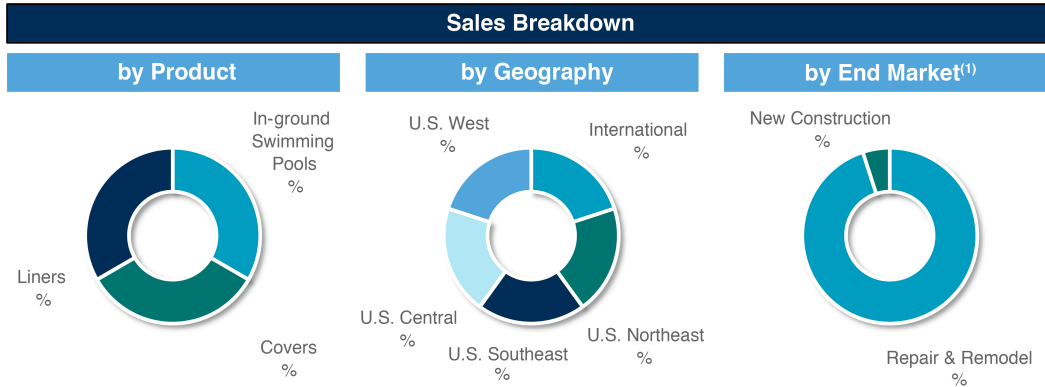 Sales Breakdown
by Product
In-ground
Swimming
Pools
%
Liners
%
Covers
%
by Geography
U.S. West
%
International
%
U.S. Central
%
U.S. Southeast
%
U.S. Northeast
%
by End Market(1)
New Construction
%
Repair & Remodel
%